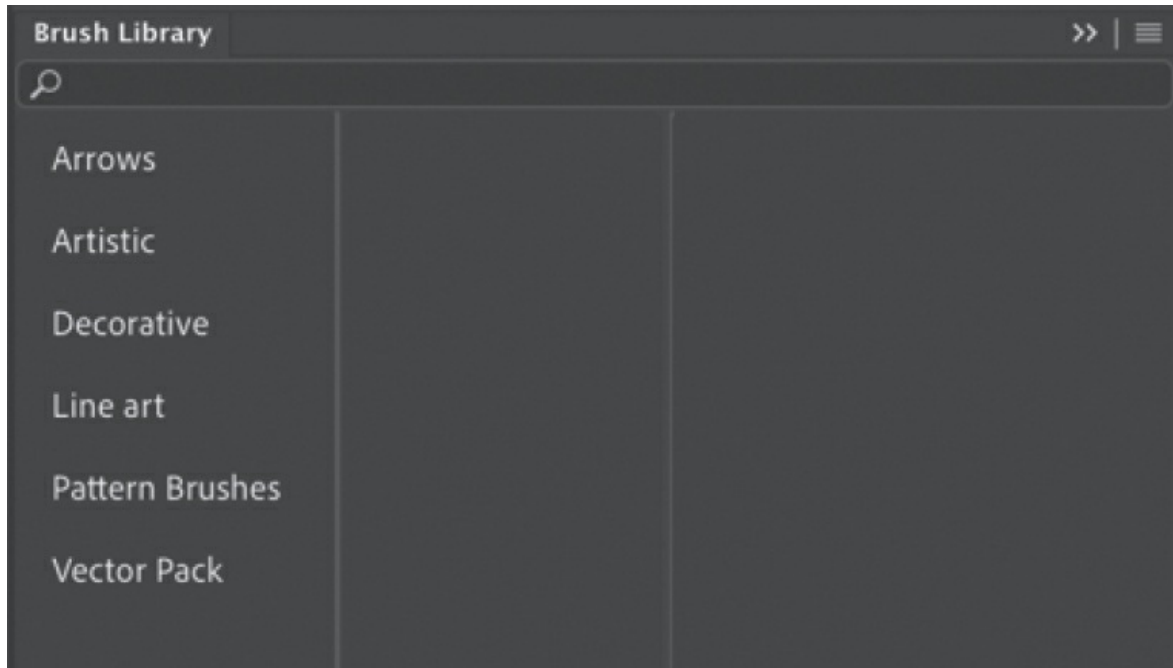 Brush Library
Arrows
Artistic
Decorative
Line art
Pattern Brushes
Vector Pack